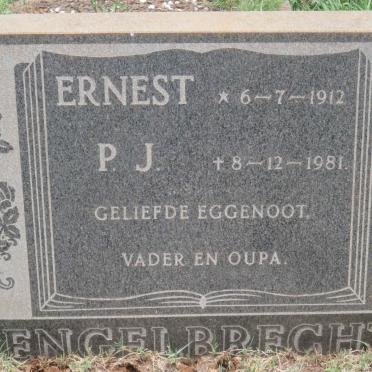 ERNEST ★ 6-7-1912
P. J. ✝ 8-12-1981.
GELIEFDE EGGENOOT.
VADER EN OUPA.
ENGELBRECHT